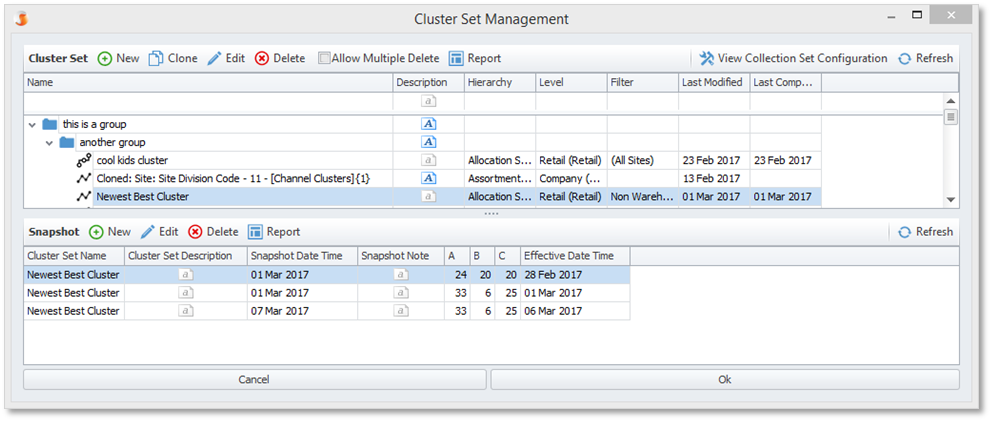 Cluster Set Management
Cluster Set New Clone Edit Delete Allow Multiple Delete Report View Collection Set Configuration Refresh
Name Description Hierarchy Level Filter Last Modified Last Comp...
a
this is a group A
another group A
cool kids cluster a Allocation S... Retail (Retail) (All Sites) 23 Feb 2017 23 Feb 2017
Cloned: Site: Site Division Code - 11 - [Channel Clusters]{1} A Assortment... Company (... 13 Feb 2017
Newest Best Cluster a Allocation S... Retail (Retail) Non Wareh... 01 Mar 2017 01 Mar 2017
Snapshot New Edit Delete Report Refresh
Cluster Set Name Cluster Set Description Snapshot Date Time Snapshot Note A B C Effective Date Time
Newest Best Cluster a 01 Mar 2017 a 24 20 20 28 Feb 2017
Newest Best Cluster a 01 Mar 2017 a 33 6 25 01 Mar 2017
Newest Best Cluster a 07 Mar 2017 a 33 6 25 06 Mar 2017
Cancel Ok